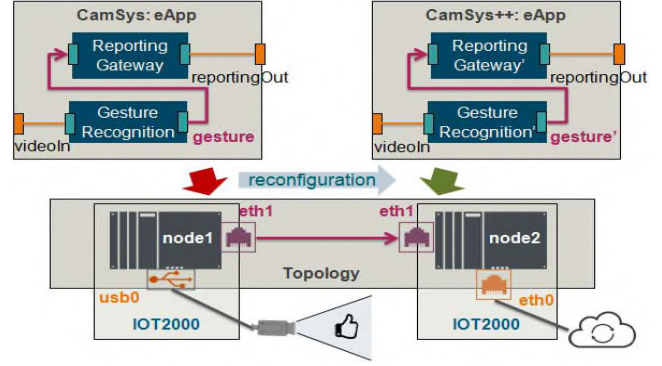 CamSys: eApp
Reporting
Gateway
reportingOut
Gesture
Recognition
gesture
videoIn
CamSys++: eApp
Reporting
Gateway'
reportingOut
Gesture
Recognition'
gesture'
videoIn
reconfiguration
eth1
eth1
node1
node2
Topology
usb0
eth0
IOT2000
IOT2000